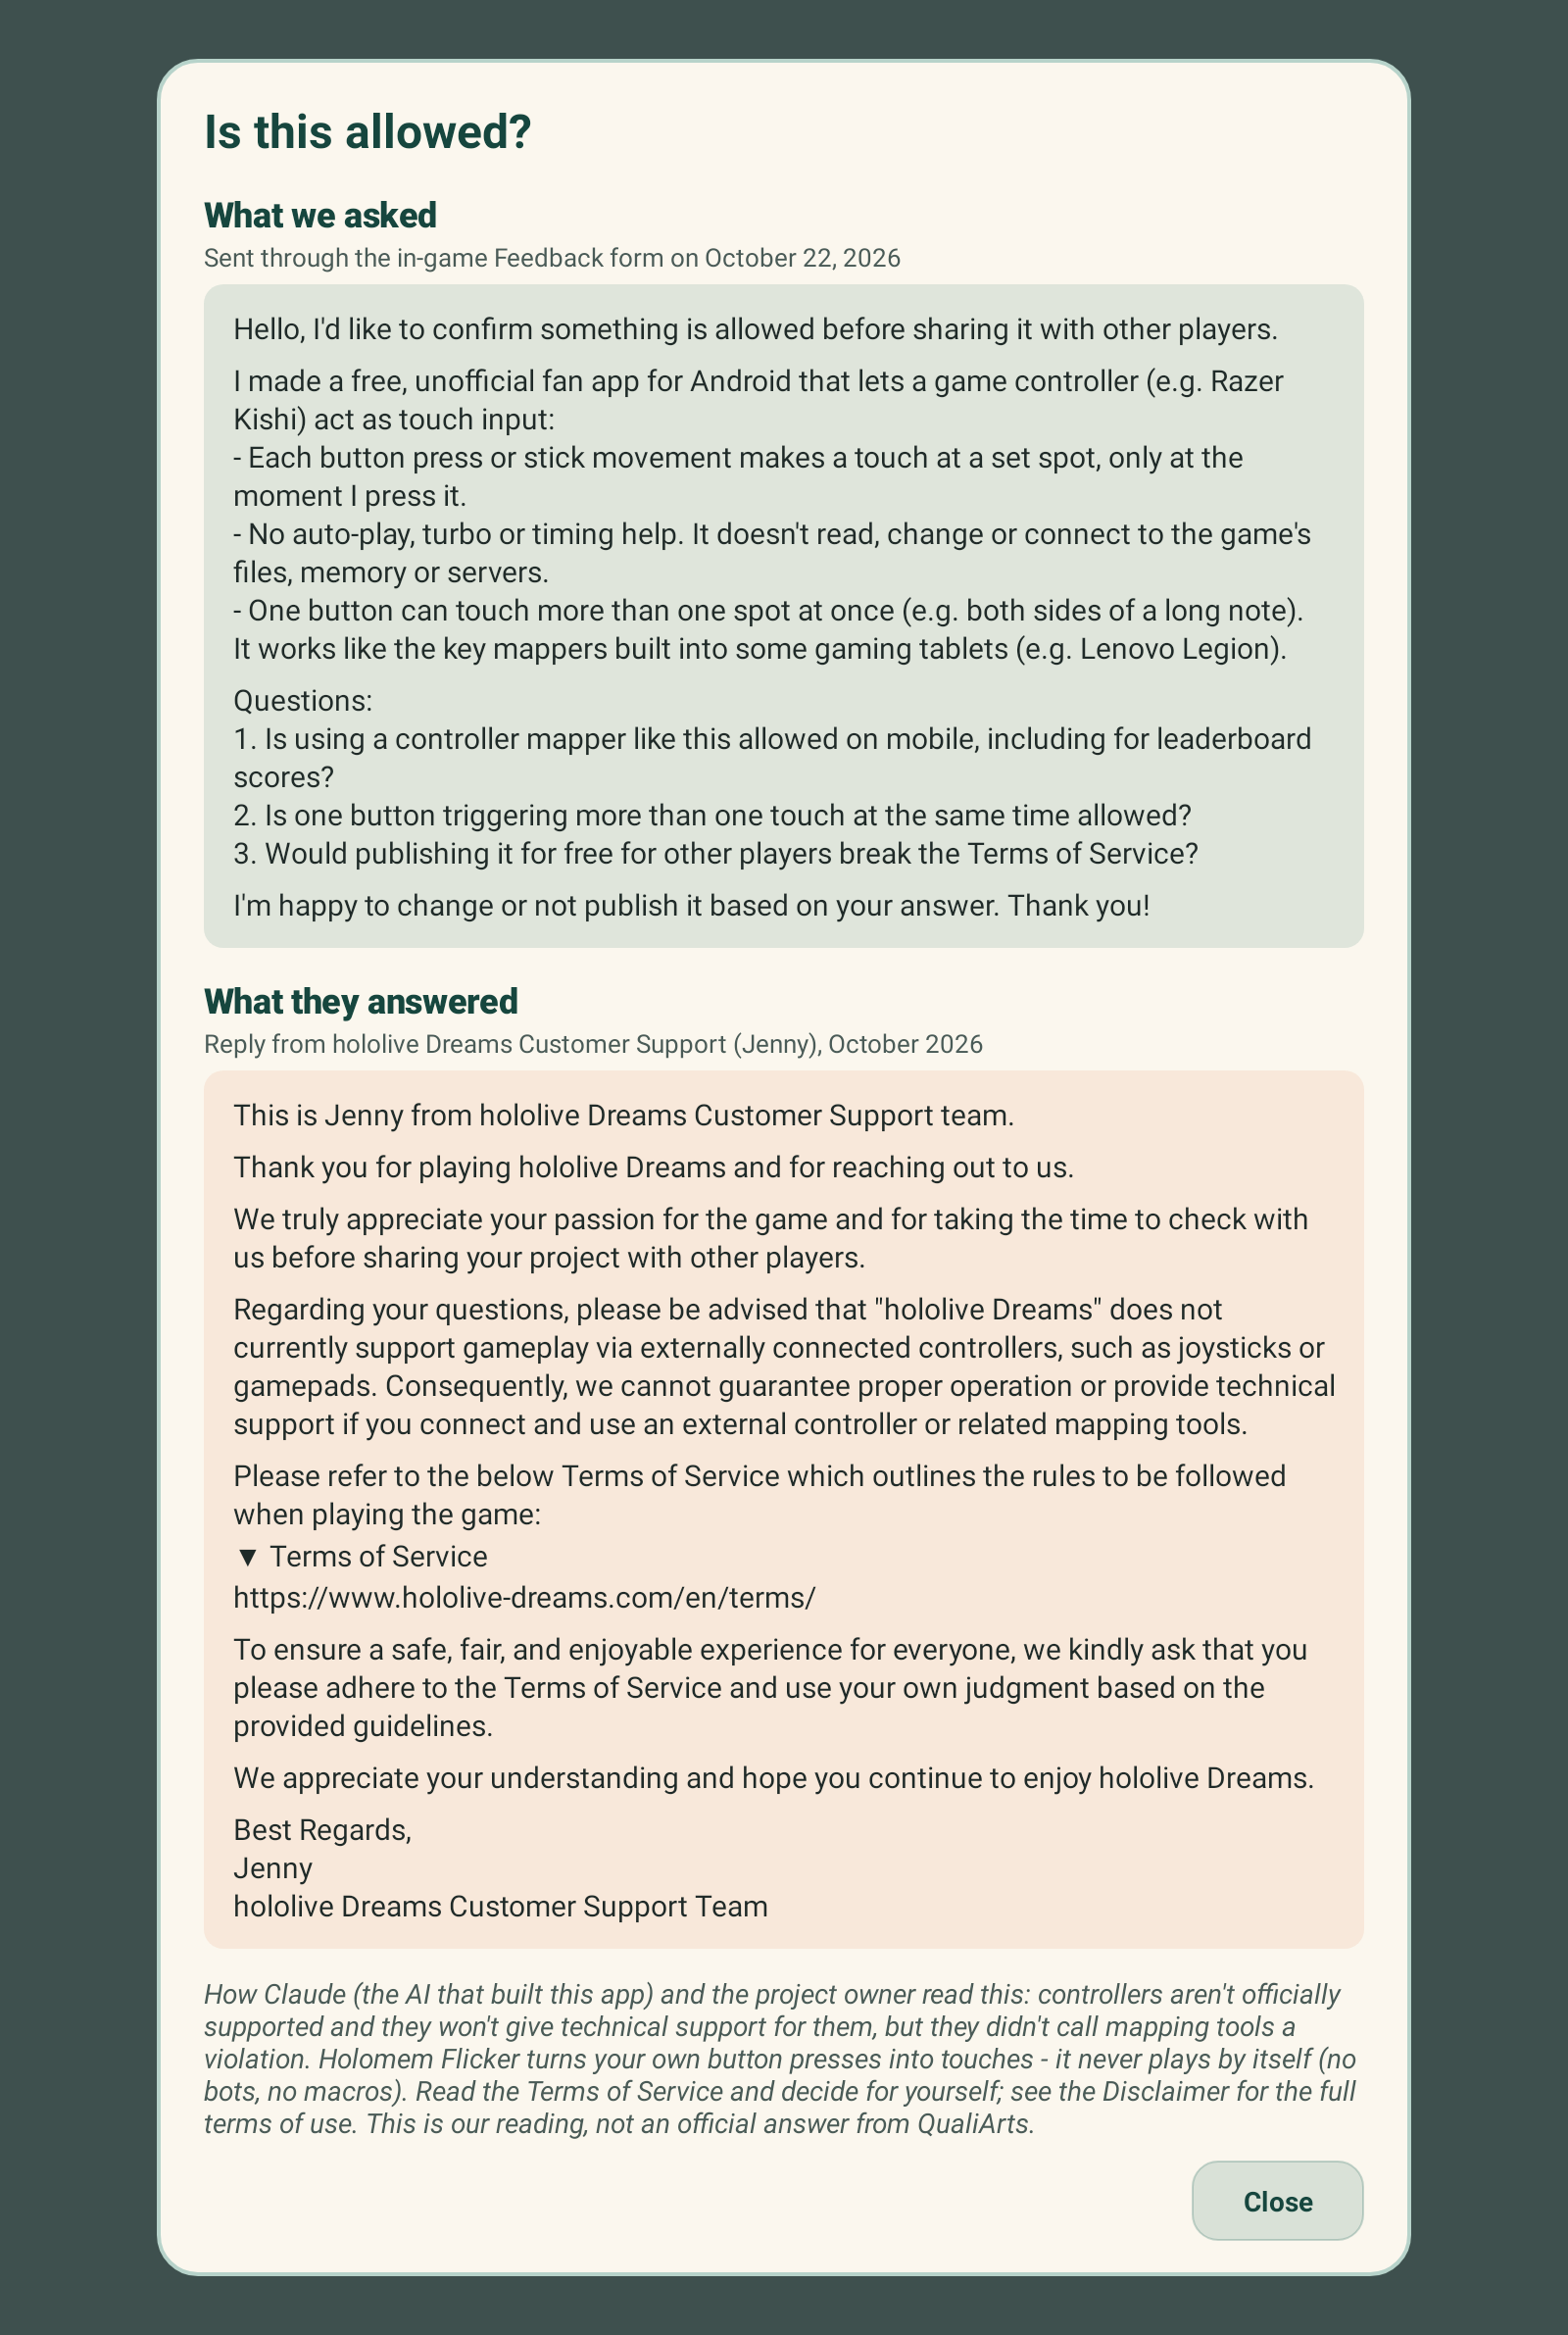 Is this allowed?
What we asked
Sent through the in-game Feedback form on October 22, 2026
Hello, I'd like to confirm something is allowed before sharing it with other players.
I made a free, unofficial fan app for Android that lets a game controller (e.g. Razer
Kishi) act as touch input:
- Each button press or stick movement makes a touch at a set spot, only at the
moment I press it.
- No auto-play, turbo or timing help. It doesn't read, change or connect to the game's
files, memory or servers.
- One button can touch more than one spot at once (e.g. both sides of a long note).
It works like the key mappers built into some gaming tablets (e.g. Lenovo Legion).
Questions:
1. Is using a controller mapper like this allowed on mobile, including for leaderboard
scores?
2. Is one button triggering more than one touch at the same time allowed?
3. Would publishing it for free for other players break the Terms of Service?
I'm happy to change or not publish it based on your answer. Thank you!
What they answered
Reply from hololive Dreams Customer Support (Jenny), October 2026
This is Jenny from hololive Dreams Customer Support team.
Thank you for playing hololive Dreams and for reaching out to us.
We truly appreciate your passion for the game and for taking the time to check with
us before sharing your project with other players.
Regarding your questions, please be advised that "hololive Dreams" does not
currently support gameplay via externally connected controllers, such as joysticks or
gamepads. Consequently, we cannot guarantee proper operation or provide technical
support if you connect and use an external controller or related mapping tools.
Please refer to the below Terms of Service which outlines the rules to be followed
when playing the game:
▼ Terms of Service
https://www.hololive-dreams.com/en/terms/
To ensure a safe, fair, and enjoyable experience for everyone, we kindly ask that you
please adhere to the Terms of Service and use your own judgment based on the
provided guidelines.
We appreciate your understanding and hope you continue to enjoy hololive Dreams.
Best Regards,
Jenny
hololive Dreams Customer Support Team
How Claude (the AI that built this app) and the project owner read this: controllers aren't officially
supported and they won't give technical support for them, but they didn't call mapping tools a
violation. Holomem Flicker turns your own button presses into touches - it never plays by itself (no
bots, no macros). Read the Terms of Service and decide for yourself; see the Disclaimer for the full
terms of use. This is our reading, not an official answer from QualiArts.
Close